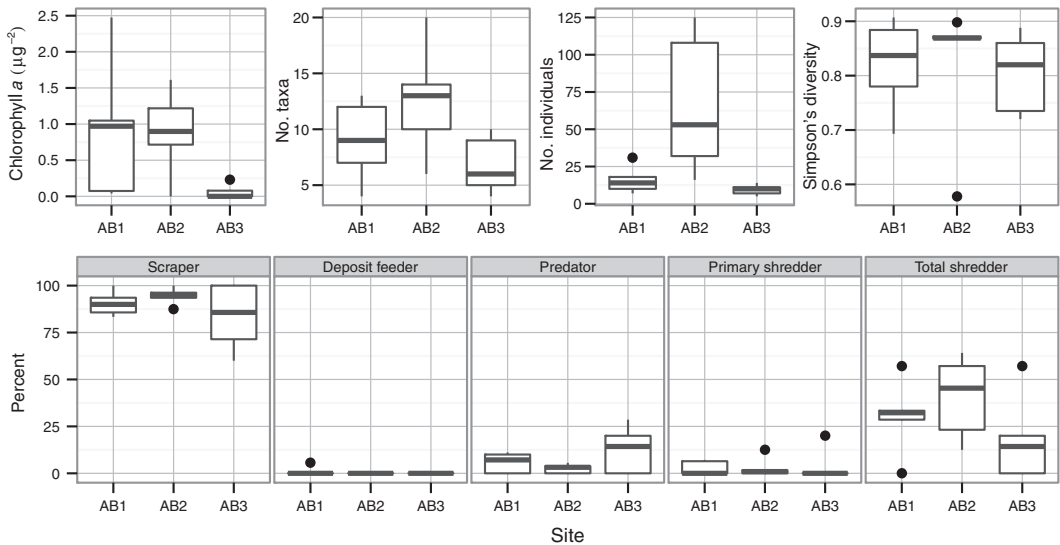 Chlorophyll a (µg⁻²)
2.5
2.0
1.5
1.0
0.5
0.0
AB1 AB2 AB3
No. taxa
20
15
10
5
AB1 AB2 AB3
No. individuals
125
100
75
50
25
0
AB1 AB2 AB3
Simpson's diversity
0.9
0.8
0.7
0.6
AB1 AB2 AB3
Scraper Deposit feeder Predator Primary shredder Total shredder
Percent
100
75
50
25
0
AB1 AB2 AB3 AB1 AB2 AB3 AB1 AB2 AB3 AB1 AB2 AB3 AB1 AB2 AB3
Site